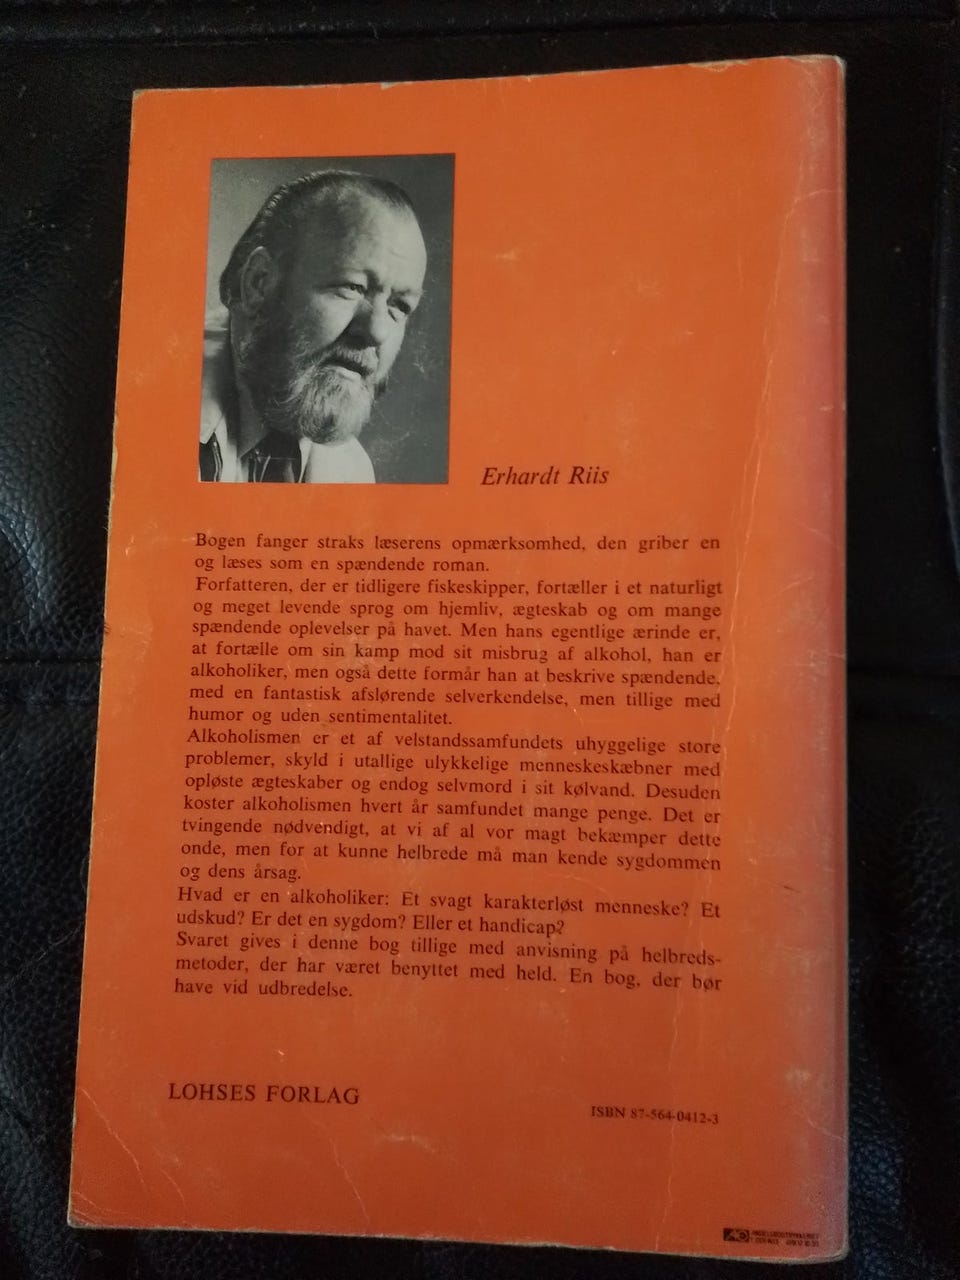 Erhardt Riis
Bogen fanger straks læserens opmærksomhed, den griber en
og læses som en spændende roman.
Forfatteren, der er tidligere fiskeskipper, fortæller i et naturligt
og meget levende sprog om hjemliv, ægteskab og om mange
spændende oplevelser på havet. Men hans egentlige ærinde er,
at fortælle om sin kamp mod sit misbrug af alkohol, han er
alkoholiker, men også dette formår han at beskrive spændende,
med en fantastisk afslørende selverkendelse, men tillige med
humor og uden sentimentalitet.
Alkoholismen er et af velstandssamfundets uhyggelige store
problemer, skyld i utallige ulykkelige menneskeskæbner med
opløste ægteskaber og endog selvmord i sit kølvand. Desuden
koster alkoholismen hvert år samfundet mange penge. Det er
tvingende nødvendigt, at vi af al vor magt bekæmper dette
onde, men for at kunne helbrede må man kende sygdommen
og dens årsag.
Hvad er en alkoholiker: Et svagt karakterløst menneske? Et
udskud? Er det en sygdom? Eller et handicap?
Svaret gives i denne bog tillige med anvisning på helbreds-
metoder, der har været benyttet med held. En bog, der bør
have vid udbredelse.
LOHSES FORLAG
ISBN 87-564-0412-3